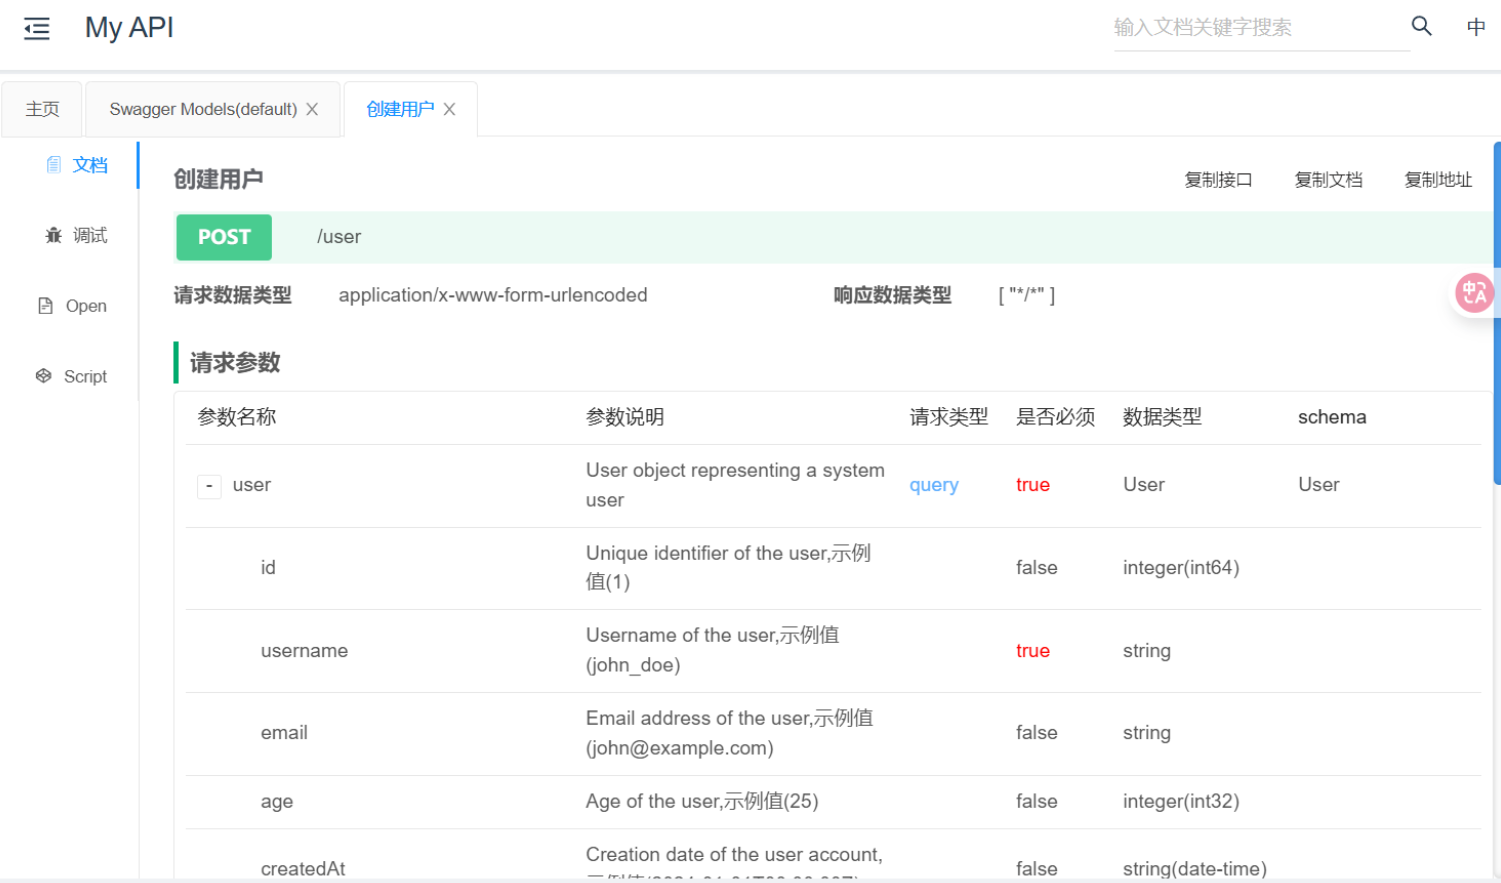 My API
输入文档关键字搜索
中
主页
Swagger Models(default)
创建用户
文档
调试
Open
Script
创建用户
复制接口
复制文档
复制地址
POST
/user
请求数据类型
application/x-www-form-urlencoded
响应数据类型
[ "*/*" ]
请求参数
参数名称
参数说明
请求类型
是否必须
数据类型
schema
- user
User object representing a system
user
query
true
User
User
id
Unique identifier of the user,示例
值(1)
false
integer(int64)
username
Username of the user,示例值
(john_doe)
true
string
email
Email address of the user,示例值
(john@example.com)
false
string
age
Age of the user,示例值(25)
false
integer(int32)
createdAt
Creation date of the user account,
false
string(date-time)